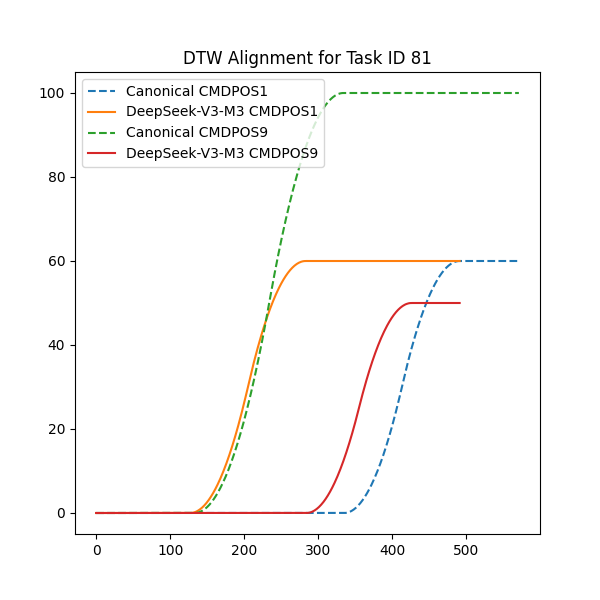 DTW Alignment for Task ID 81
Canonical CMDPOS1
DeepSeek-V3-M3 CMDPOS1
Canonical CMDPOS9
DeepSeek-V3-M3 CMDPOS9
100
80
60
40
20
0
0 100 200 300 400 500